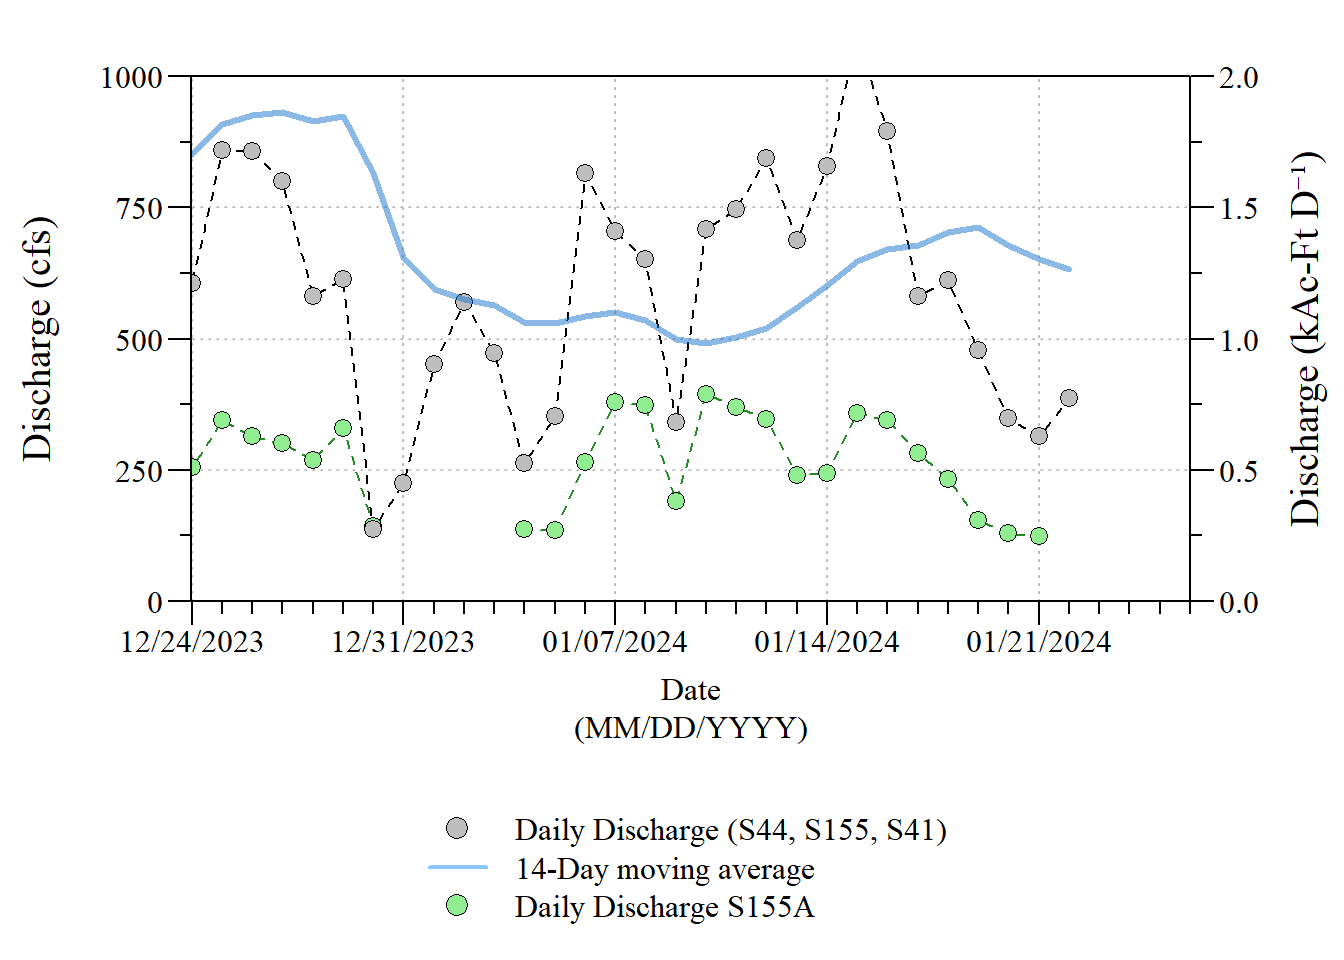 1000
750
500
250
0
Discharge (cfs)
2.0
1.5
1.0
0.5
0.0
Discharge (kAc-Ft D⁻¹)
12/24/2023 12/31/2023 01/07/2024 01/14/2024 01/21/2024
Date
(MM/DD/YYYY)
Daily Discharge (S44, S155, S41)
14-Day moving average
Daily Discharge S155A